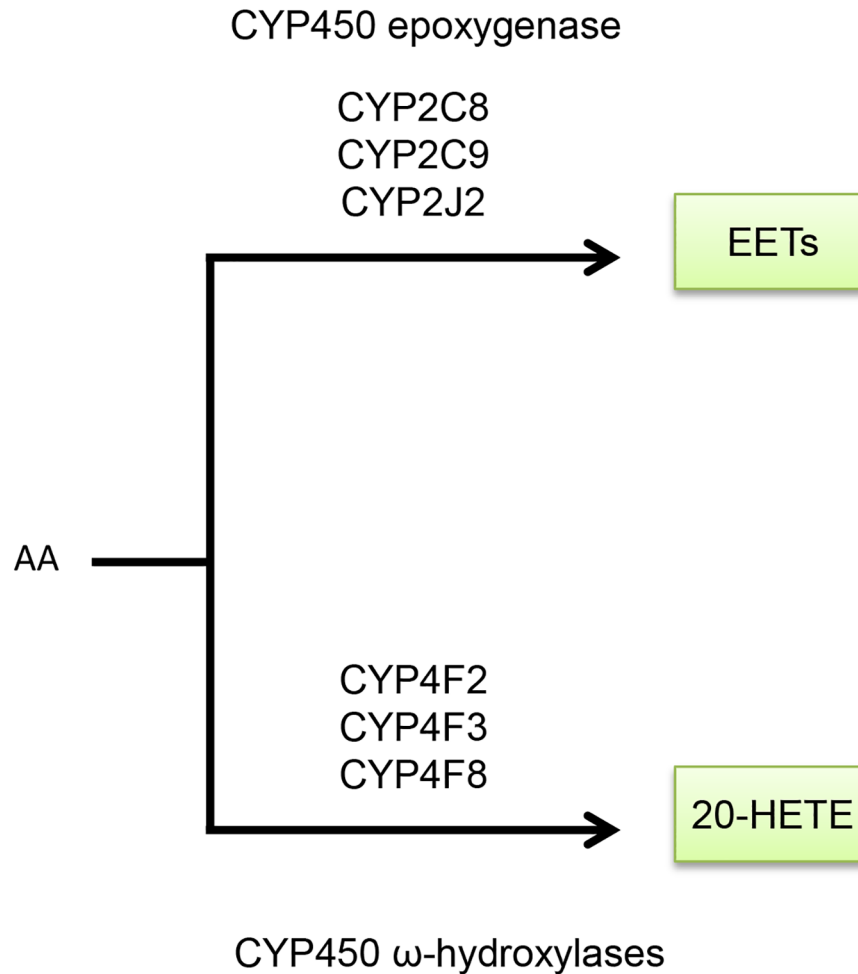 CYP450 epoxygenase
CYP2C8
CYP2C9
CYP2J2
EETs
AA
CYP4F2
CYP4F3
CYP4F8
20-HETE
CYP450 ω-hydroxylases